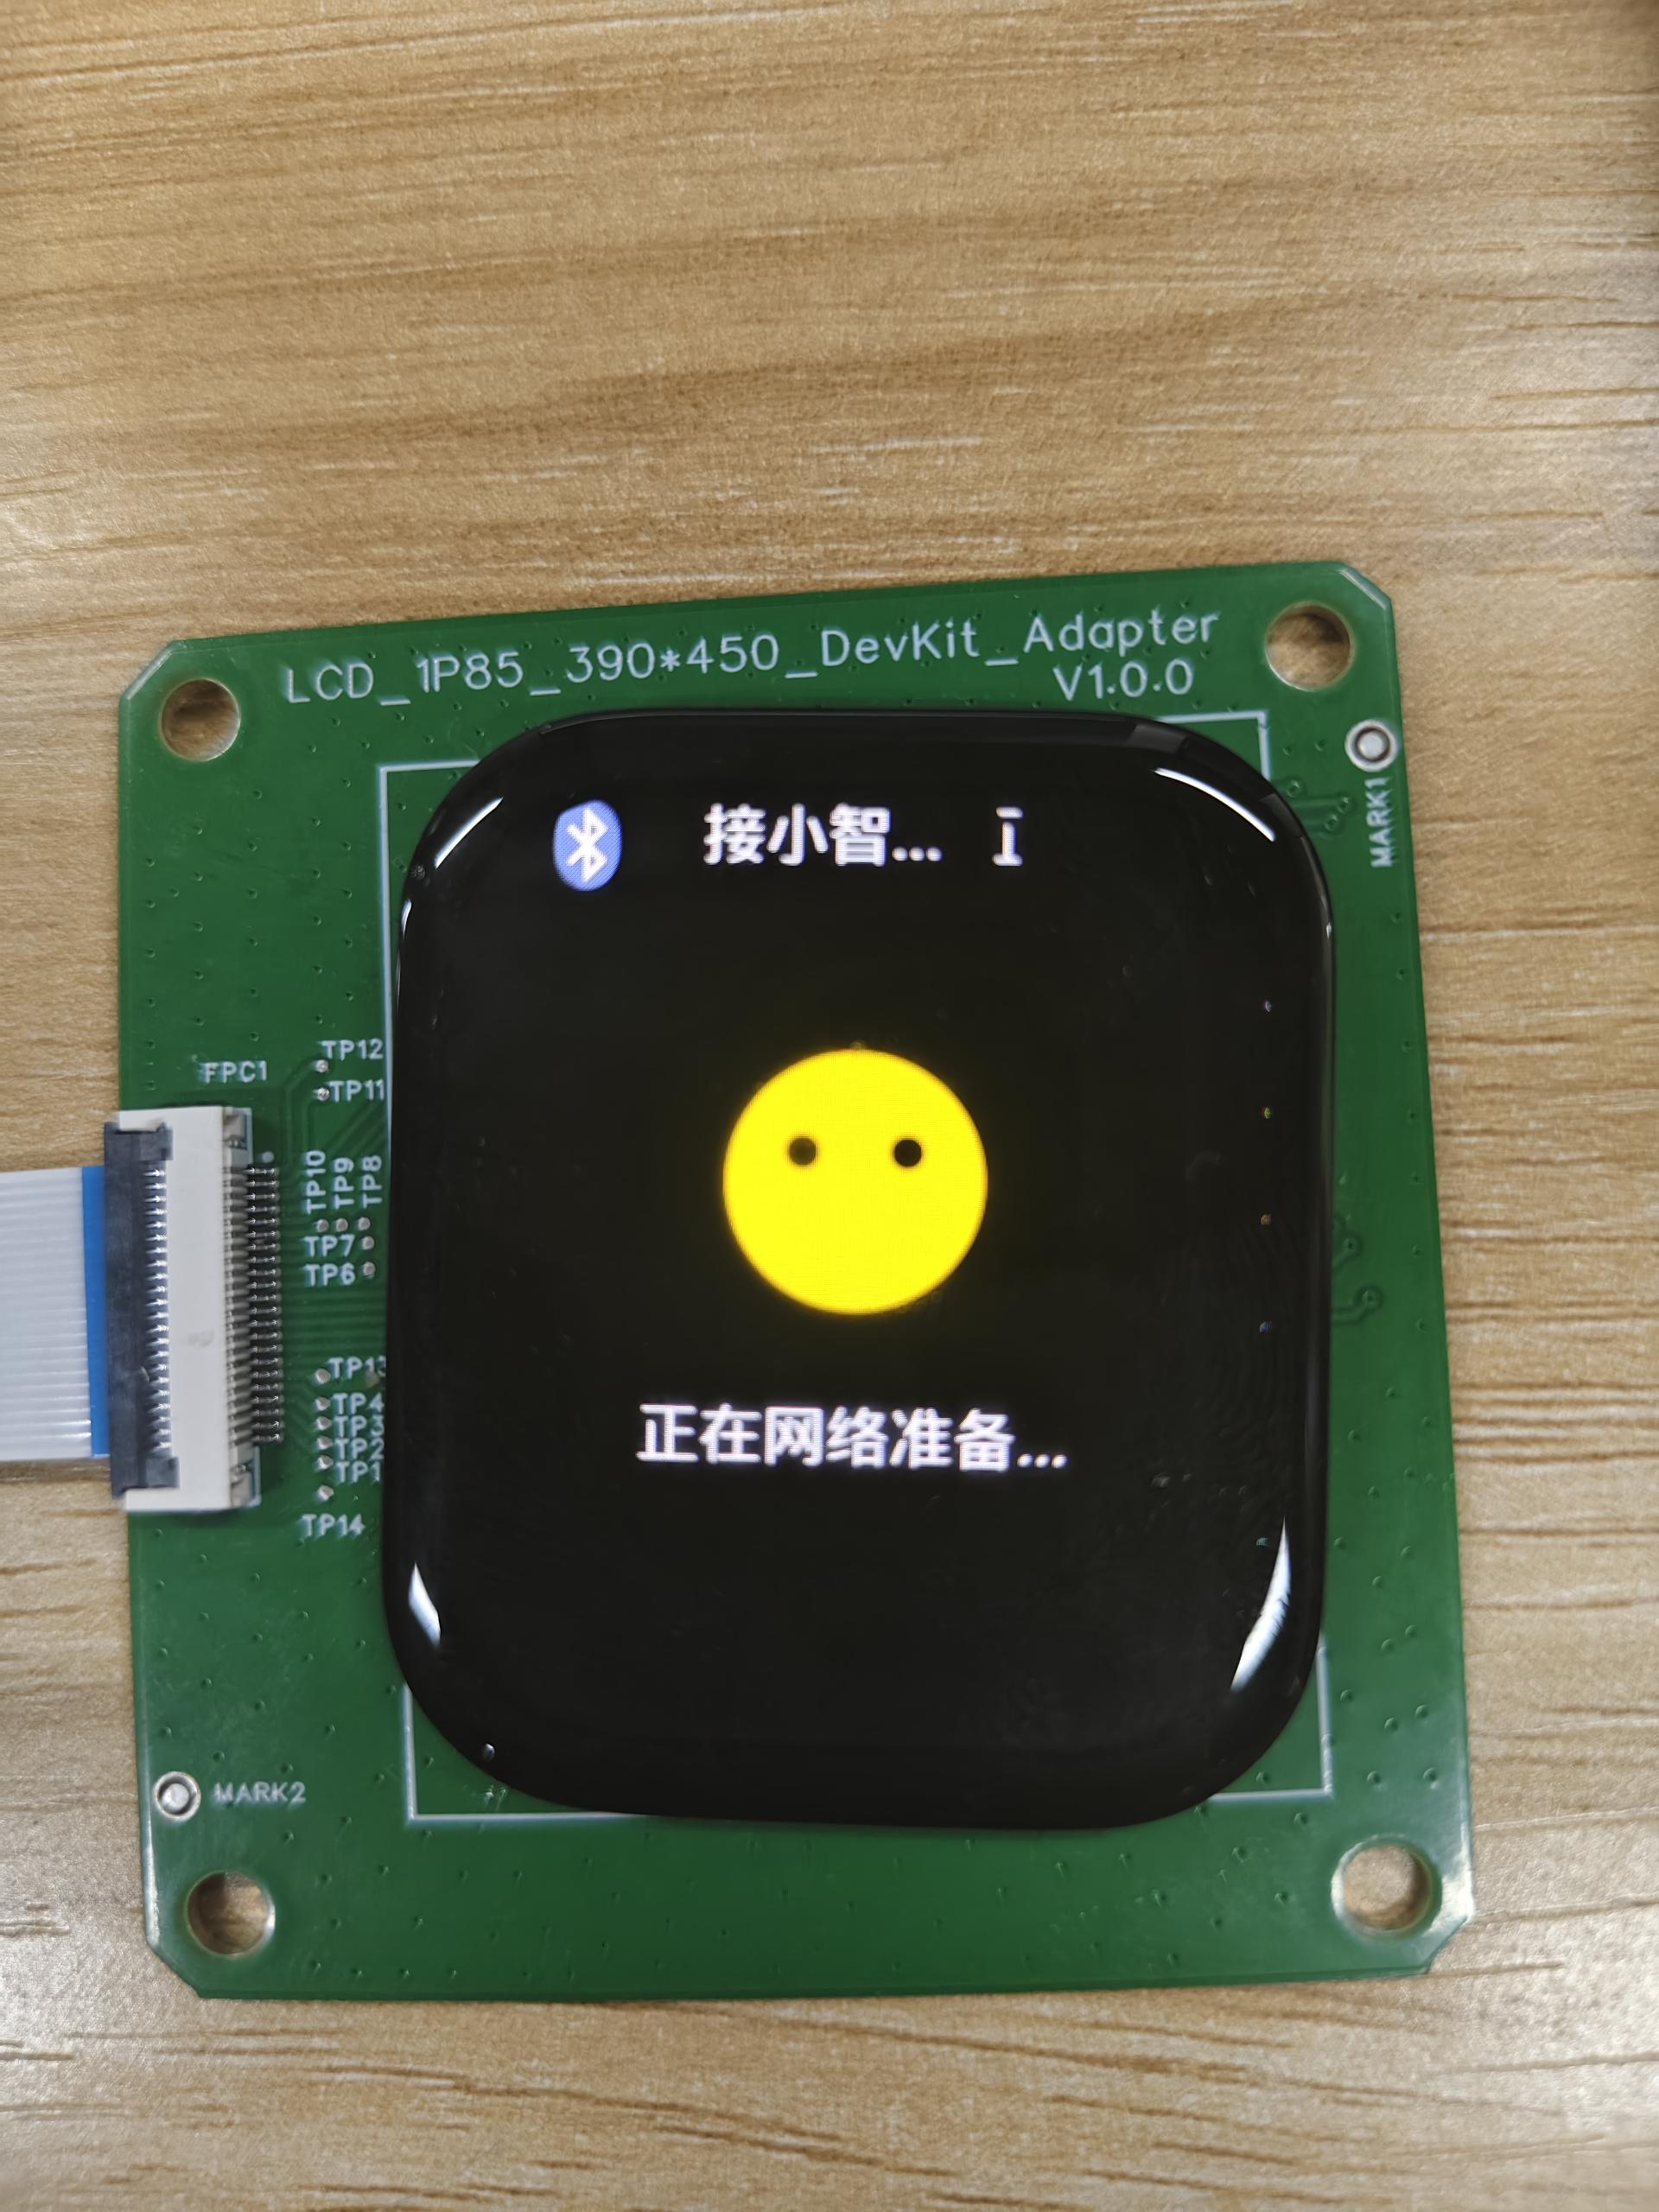 LCD_1P85_390*450_DevKit_Adapter
V1.0.0
MARK1
接小智...
TP12
FPC1
TP11
TP10
TP9
TP8
TP7
TP6
正在网络准备...
TP13
TP4
TP3
TP2
TP1
TP14
MARK2